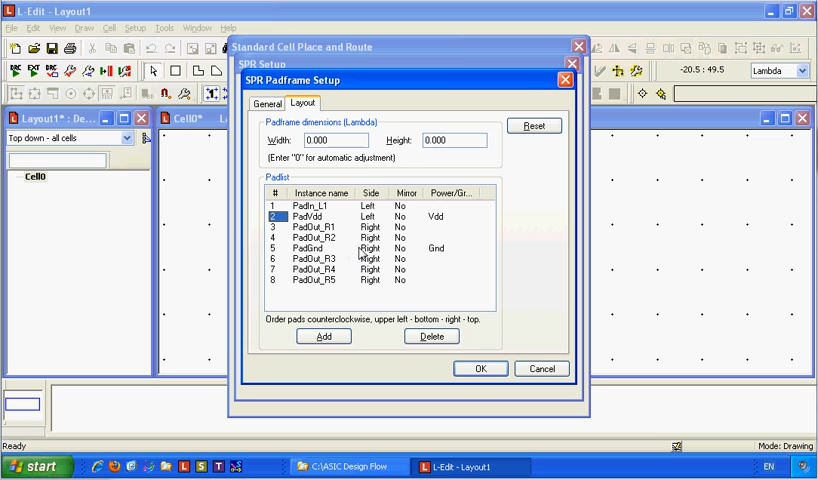 L-Edit - Layout1
File Edit View Draw Cell Setup Tools Window Help
Standard Cell Place and Route
SPR Setup
SPR Padframe Setup
General Layout
DRC EXT DRC
-20.5 : 49.5 Lambda
Padframe dimensions (Lambda)
Width: 0.000 Height: 0.000
(Enter "0" for automatic adjustment)
Reset
Layout1* : De...
Cell0*
Top down - all cells
Cell0
Padlist
# Instance name Side Mirror Power/Gr...
1 PadIn_L1 Left No
2 PadVdd Left No Vdd
3 PadOut_R1 Right No
4 PadOut_R2 Right No
5 PadGnd Right No Gnd
6 PadOut_R3 Right No
7 PadOut_R4 Right No
8 PadOut_R5 Right No
Order pads counterclockwise, upper left - bottom - right - top.
Add Delete
OK Cancel
Ready Mode: Drawing
start L S T C:\ASIC Design Flow L L-Edit - Layout1 EN